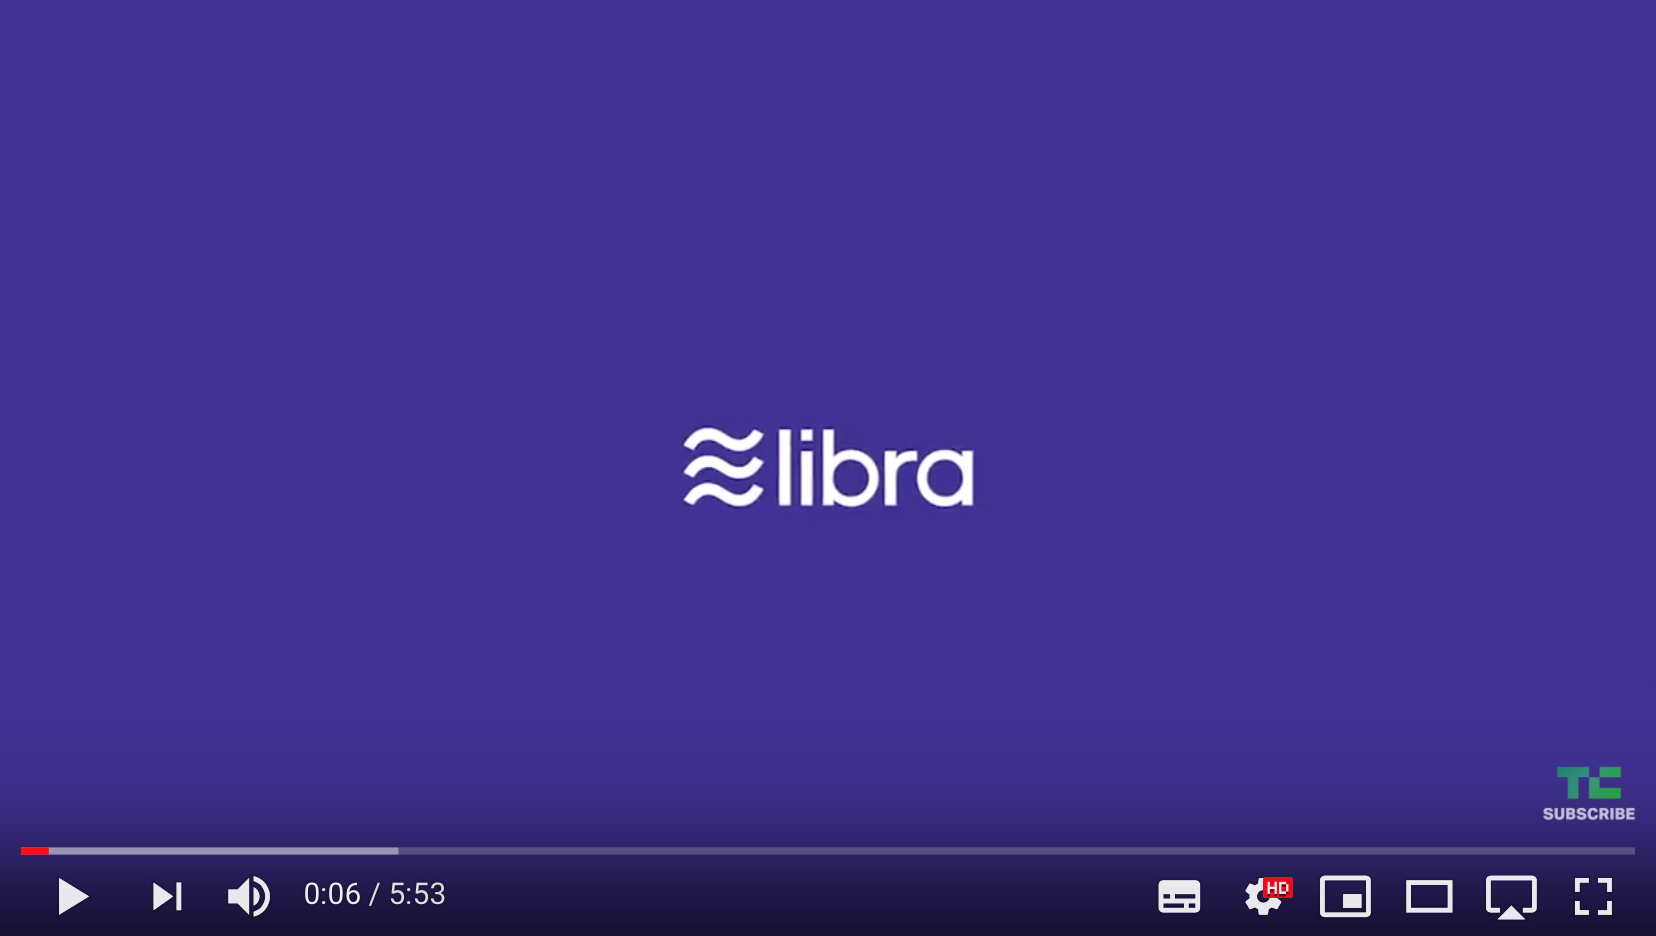 libra
TC
SUBSCRIBE
0:06 / 5:53
HD